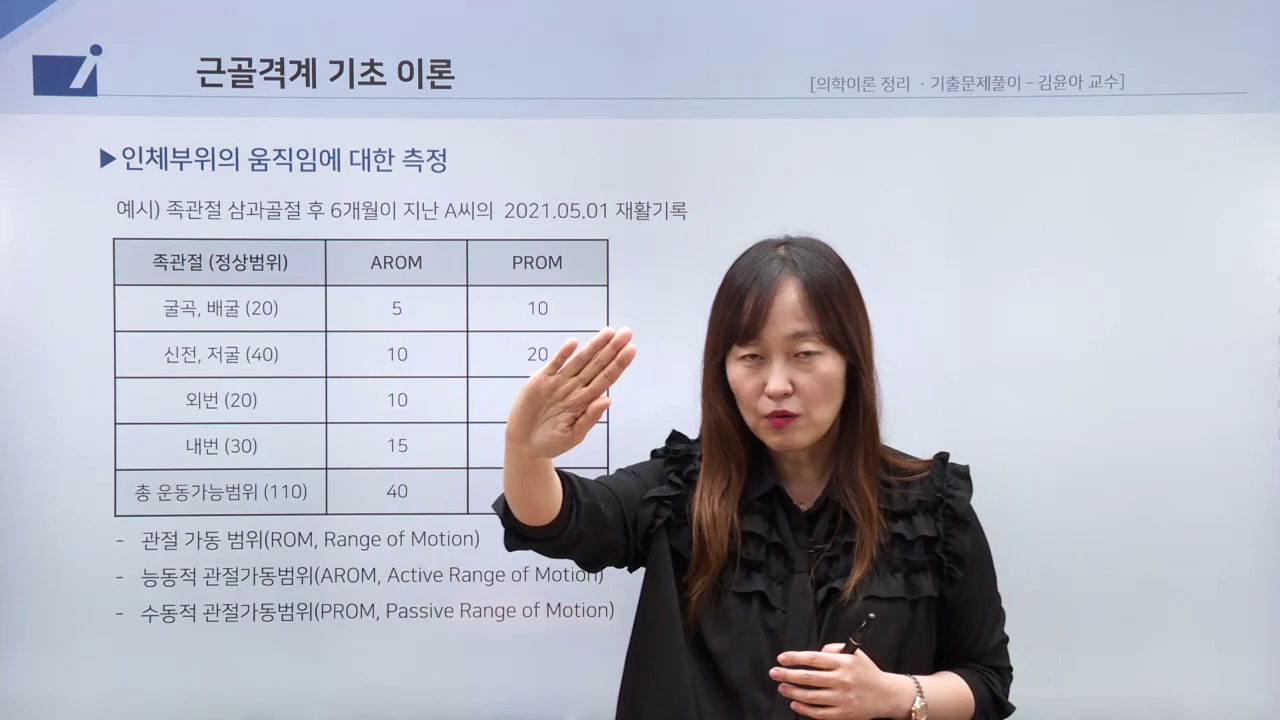 근골격계 기초 이론
[의학이론 정리 · 기출문제풀이 – 김윤아 교수]
▶인체부위의 움직임에 대한 측정
예시) 족관절 삼과골절 후 6개월이 지난 A씨의 2021.05.01 재활기록
족관절 (정상범위) AROM PROM
굴곡, 배굴 (20) 5 10
신전, 저굴 (40) 10 20
외번 (20) 10
내번 (30) 15
총 운동가능범위 (110) 40
- 관절 가동 범위(ROM, Range of Motion)
- 능동적 관절가동범위(AROM, Active Range of Motion)
- 수동적 관절가동범위(PROM, Passive Range of Motion)